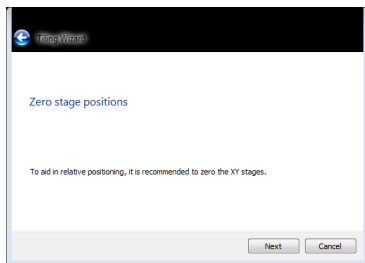 Tiling Wizard
Zero stage positions
To aid in relative positioning, it is recommended to zero the XY stages.
Next
Cancel